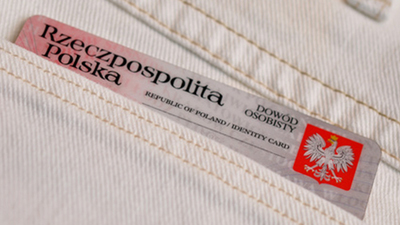 Rzeczpospolita
Polska
DOWÓD
OSOBISTY
REPUBLIC OF POLAND / IDENTITY CARD